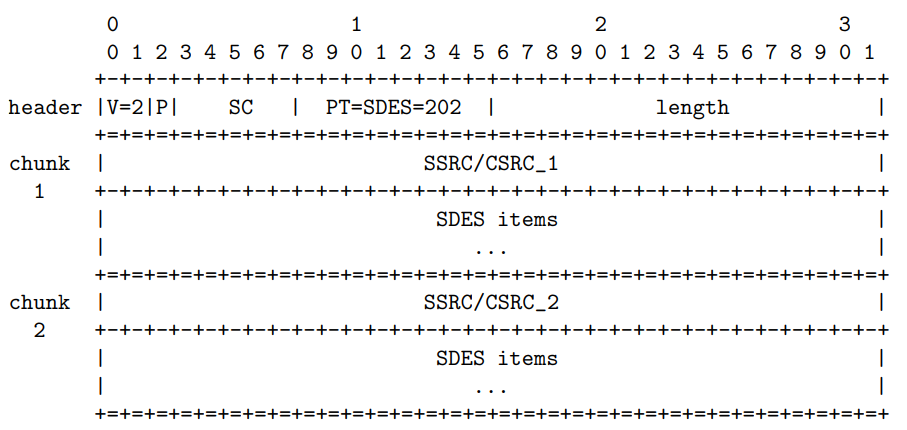 0                   1                   2                   3
        0 1 2 3 4 5 6 7 8 9 0 1 2 3 4 5 6 7 8 9 0 1 2 3 4 5 6 7 8 9 0 1
       +-+-+-+-+-+-+-+-+-+-+-+-+-+-+-+-+-+-+-+-+-+-+-+-+-+-+-+-+-+-+-+-+
header |V=2|P|    SC   |  PT=SDES=202  |             length            |
       +=+=+=+=+=+=+=+=+=+=+=+=+=+=+=+=+=+=+=+=+=+=+=+=+=+=+=+=+=+=+=+=+
chunk  |                          SSRC/CSRC_1                          |
  1    +-+-+-+-+-+-+-+-+-+-+-+-+-+-+-+-+-+-+-+-+-+-+-+-+-+-+-+-+-+-+-+-+
       |                           SDES items                          |
       |                              ...                              |
       +=+=+=+=+=+=+=+=+=+=+=+=+=+=+=+=+=+=+=+=+=+=+=+=+=+=+=+=+=+=+=+=+
chunk  |                          SSRC/CSRC_2                          |
  2    +-+-+-+-+-+-+-+-+-+-+-+-+-+-+-+-+-+-+-+-+-+-+-+-+-+-+-+-+-+-+-+-+
       |                           SDES items                          |
       |                              ...                              |
       +=+=+=+=+=+=+=+=+=+=+=+=+=+=+=+=+=+=+=+=+=+=+=+=+=+=+=+=+=+=+=+=+